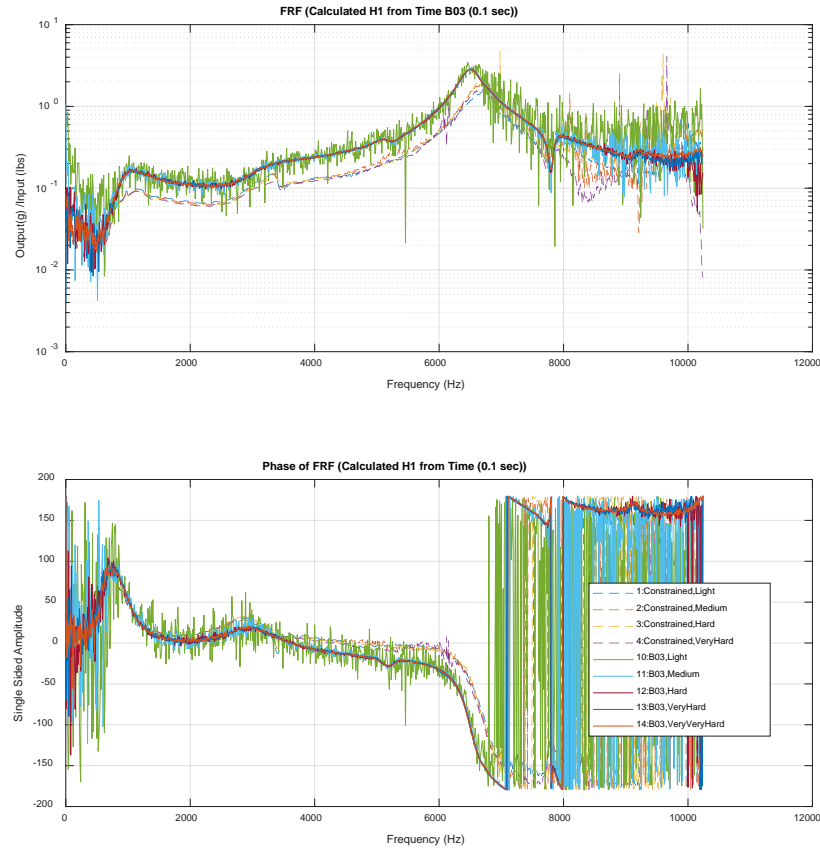 FRF (Calculated H1 from Time B03 (0.1 sec))
10 1
10 0
10 -1
10 -2
10 -3
Output(g) /Input (lbs)
0 2000 4000 6000 8000 10000 12000
Frequency (Hz)
Phase of FRF (Calculated H1 from Time (0.1 sec))
200
150
100
50
0
-50
-100
-150
-200
Single Sided Amplitude
1:Constrained,Light
2:Constrained,Medium
3:Constrained,Hard
4:Constrained,VeryHard
10:B03,Light
11:B03,Medium
12:B03,Hard
13:B03,VeryHard
14:B03,VeryVeryHard
0 2000 4000 6000 8000 10000 12000
Frequency (Hz)